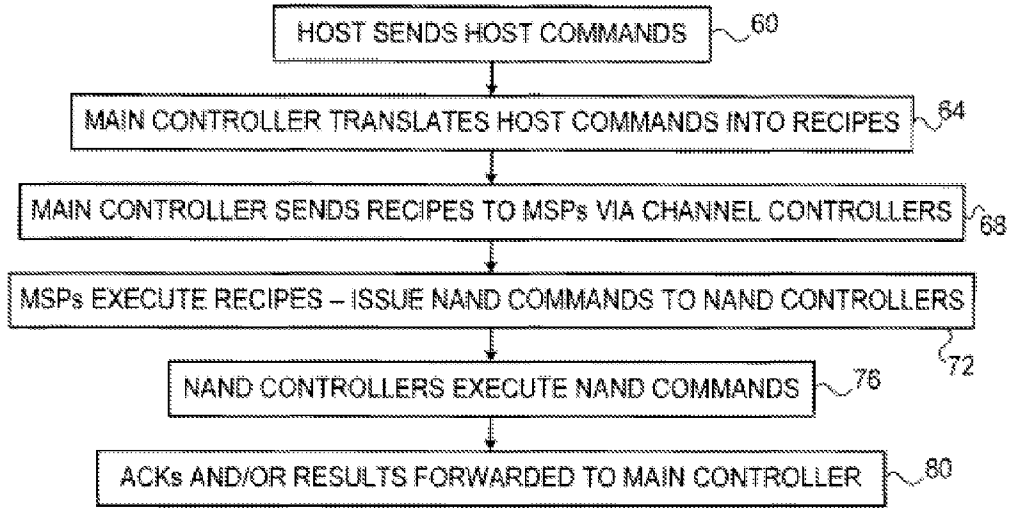 HOST SENDS HOST COMMANDS 60
MAIN CONTROLLER TRANSLATES HOST COMMANDS INTO RECIPES 64
MAIN CONTROLLER SENDS RECIPES TO MSPs VIA CHANNEL CONTROLLERS 68
MSPs EXECUTE RECIPES – ISSUE NAND COMMANDS TO NAND CONTROLLERS
72
NAND CONTROLLERS EXECUTE NAND COMMANDS 76
ACKs AND/OR RESULTS FORWARDED TO MAIN CONTROLLER 80